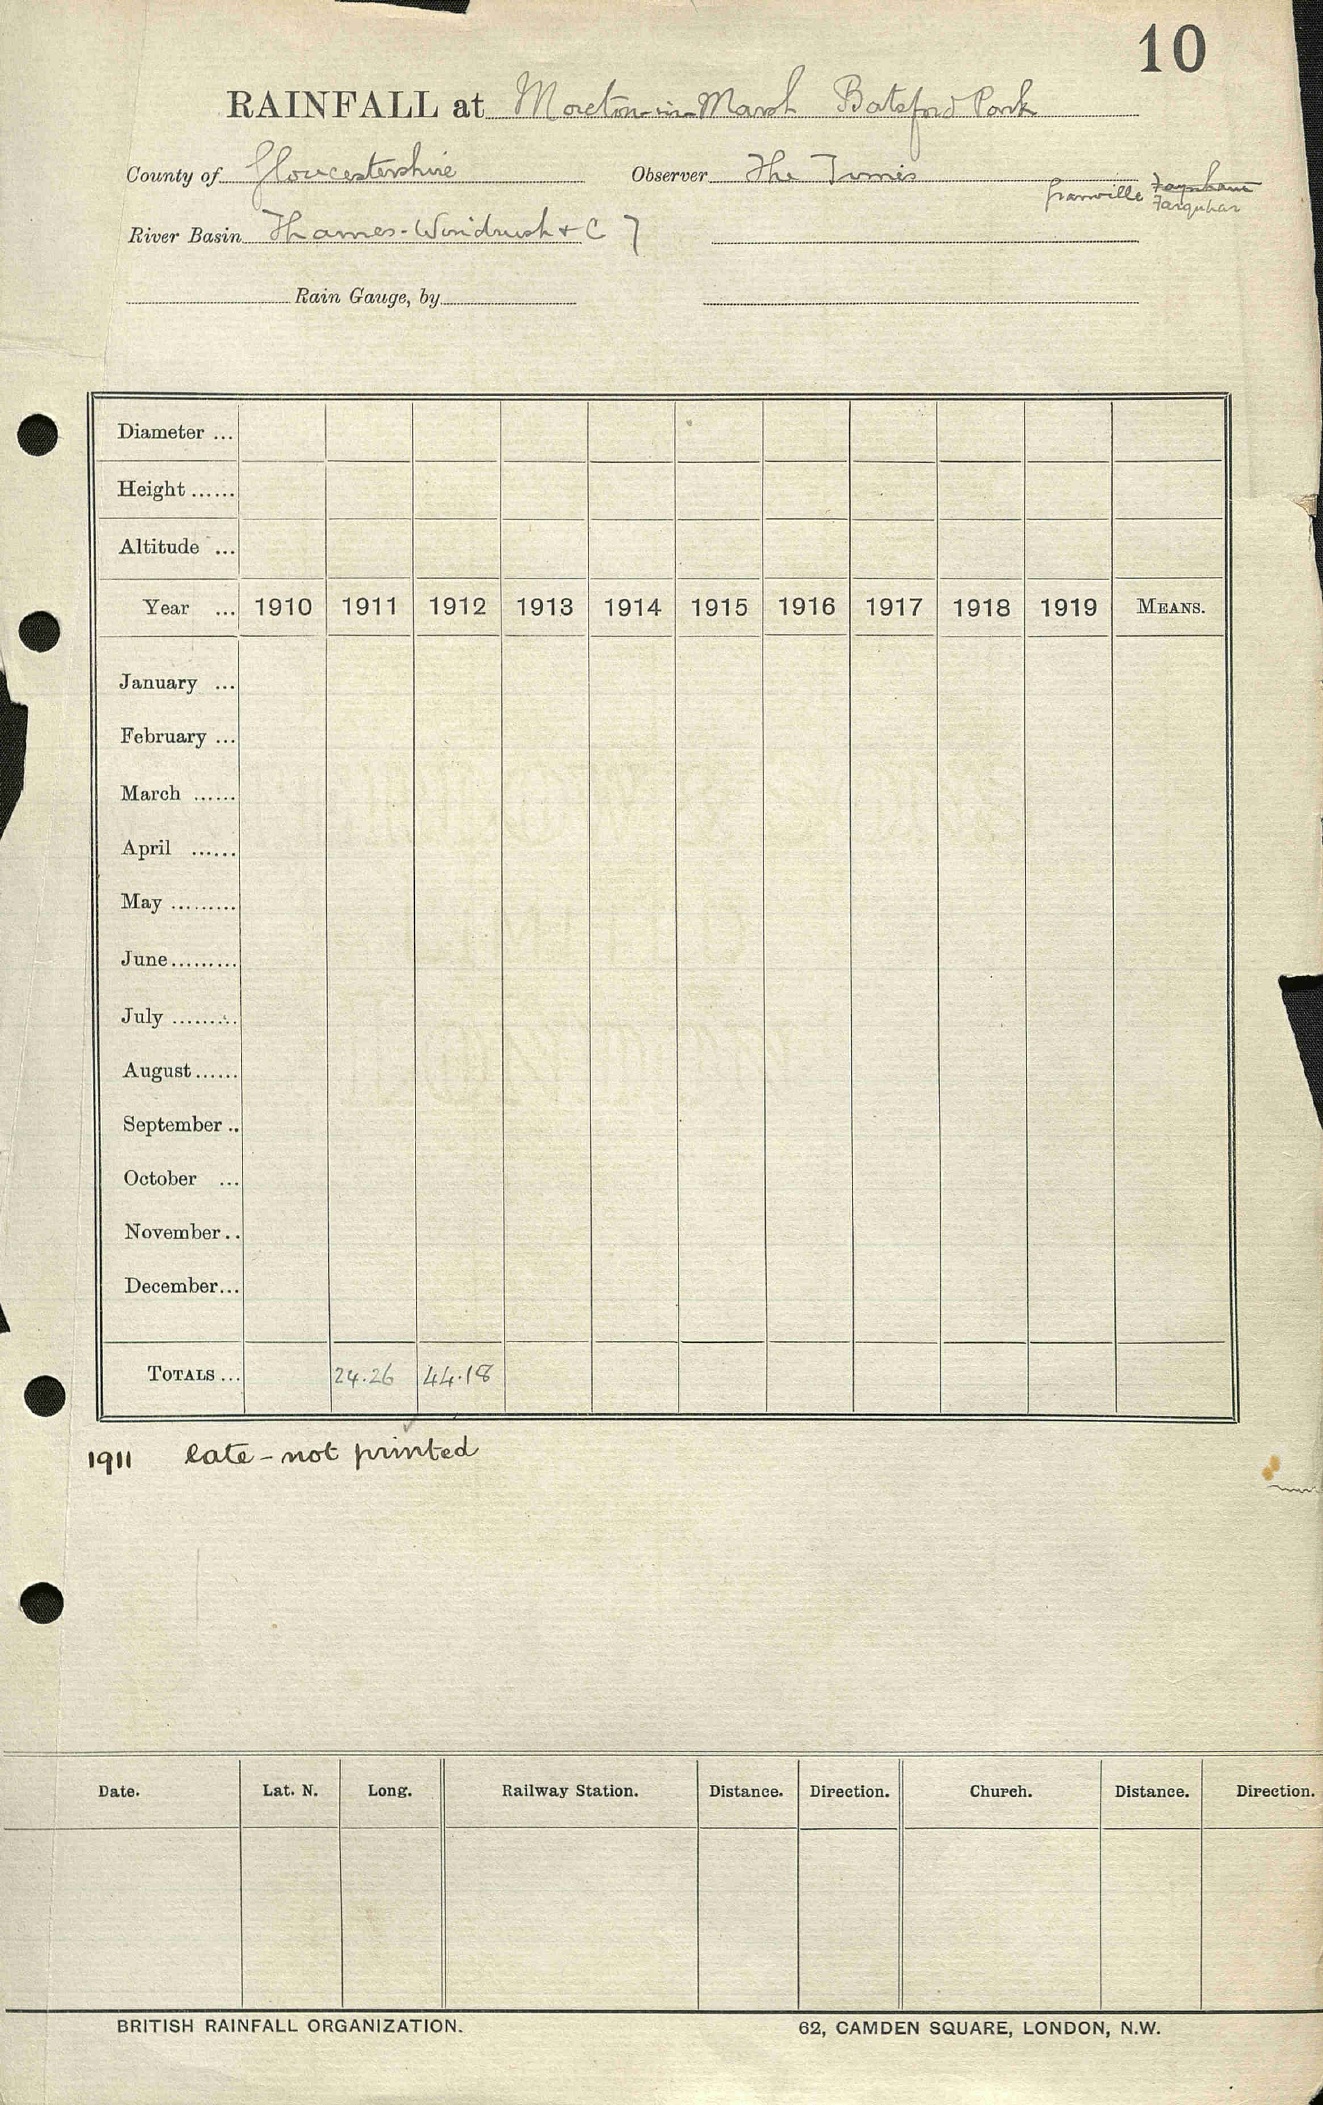 10
RAINFALL at Moreton-in-Marsh Batsford Park
County of Gloucestershire Observer The Times
Granville Farquhar
River Basin Thames-Windrush + C 7
Rain Gauge, by
Diameter ...
Height ......
Altitude ...
Year ... 1910 1911 1912 1913 1914 1915 1916 1917 1918 1919 MEANS.
January ...
February ...
March ......
April ......
May .........
June.........
July .........
August......
September ..
October ...
November..
December...
TOTALS ... 24.26 44.18
1911 late - not printed
Date. Lat. N. Long. Railway Station. Distance. Direction. Church. Distance. Direction.
BRITISH RAINFALL ORGANIZATION. 62, CAMDEN SQUARE, LONDON, N.W.